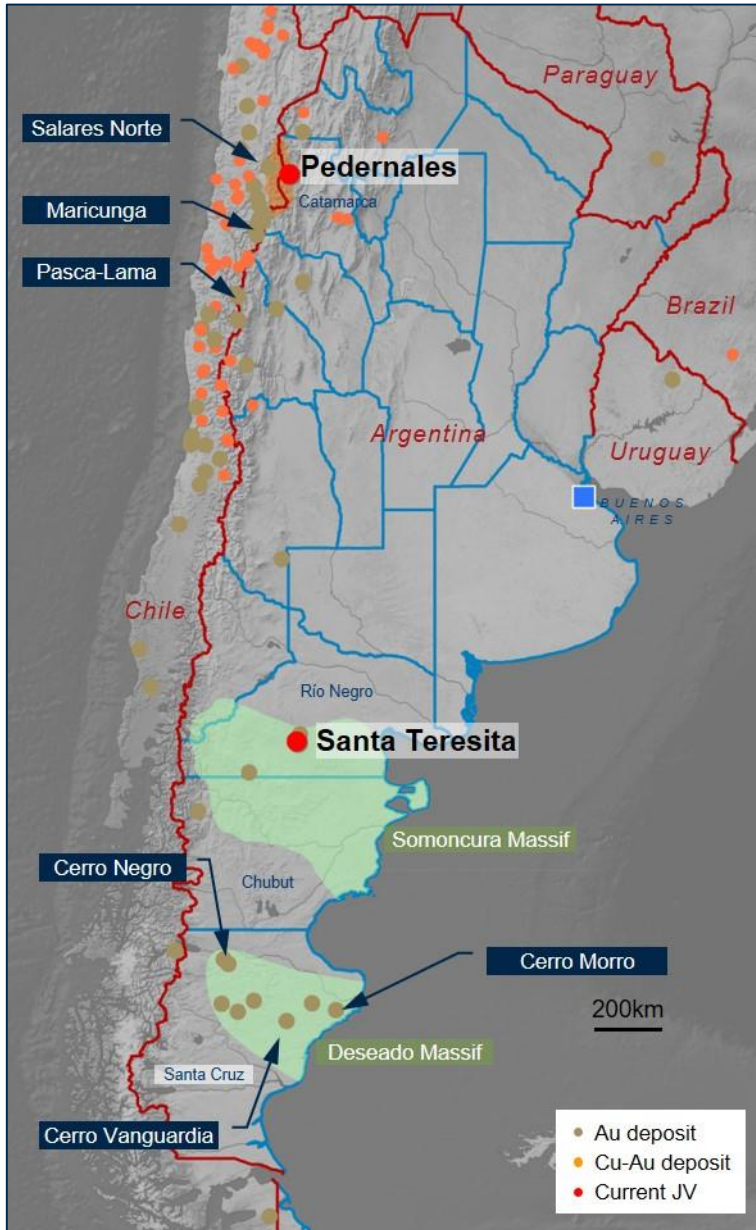 Paraguay
Salares Norte
Pedernales
Catamarca
Maricunga
Pasca-Lama
Brazil
Argentina
Uruguay
BUENOS
AIRES
Chile
Río Negro
Santa Teresita
Somoncura Massif
Cerro Negro
Chubut
Cerro Morro
200km
Deseado Massif
Santa Cruz
Cerro Vanguardia
Au deposit
Cu-Au deposit
Current JV